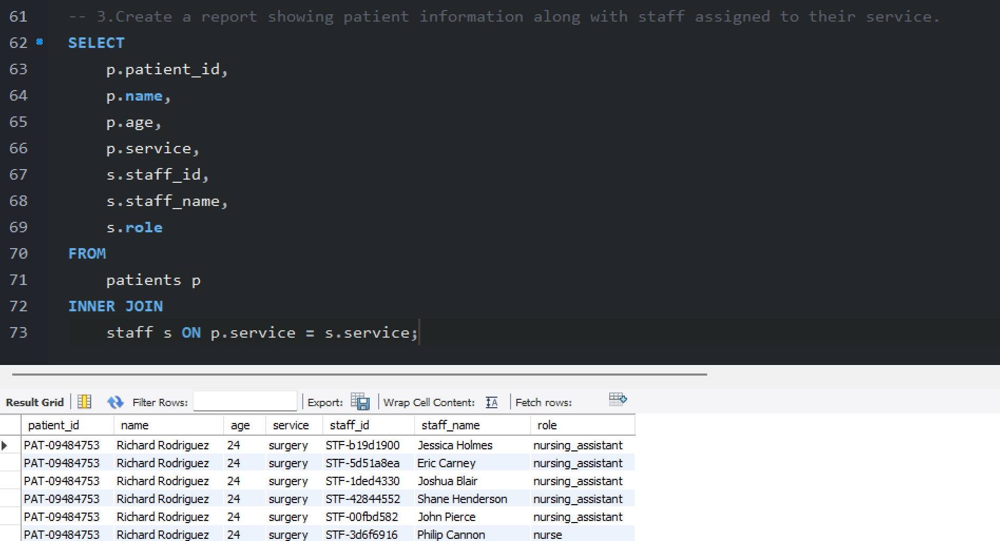 61 -- 3.Create a report showing patient information along with staff assigned to their service.
62 SELECT
63 p.patient_id,
64 p.name,
65 p.age,
66 p.service,
67 s.staff_id,
68 s.staff_name,
69 s.role
70 FROM
71 patients p
72 INNER JOIN
73 staff s ON p.service = s.service;
Result Grid Filter Rows: Export: Wrap Cell Content: IA Fetch rows:
patient_id name age service staff_id staff_name role
PAT-09484753 Richard Rodriguez 24 surgery STF-b19d1900 Jessica Holmes nursing_assistant
PAT-09484753 Richard Rodriguez 24 surgery STF-5d51a8ea Eric Carney nursing_assistant
PAT-09484753 Richard Rodriguez 24 surgery STF-1ded4330 Joshua Blair nursing_assistant
PAT-09484753 Richard Rodriguez 24 surgery STF-42844552 Shane Henderson nursing_assistant
PAT-09484753 Richard Rodriguez 24 surgery STF-00fbd582 John Pierce nursing_assistant
PAT-09484753 Richard Rodriguez 24 surgery STF-3d6f6916 Philip Cannon nurse